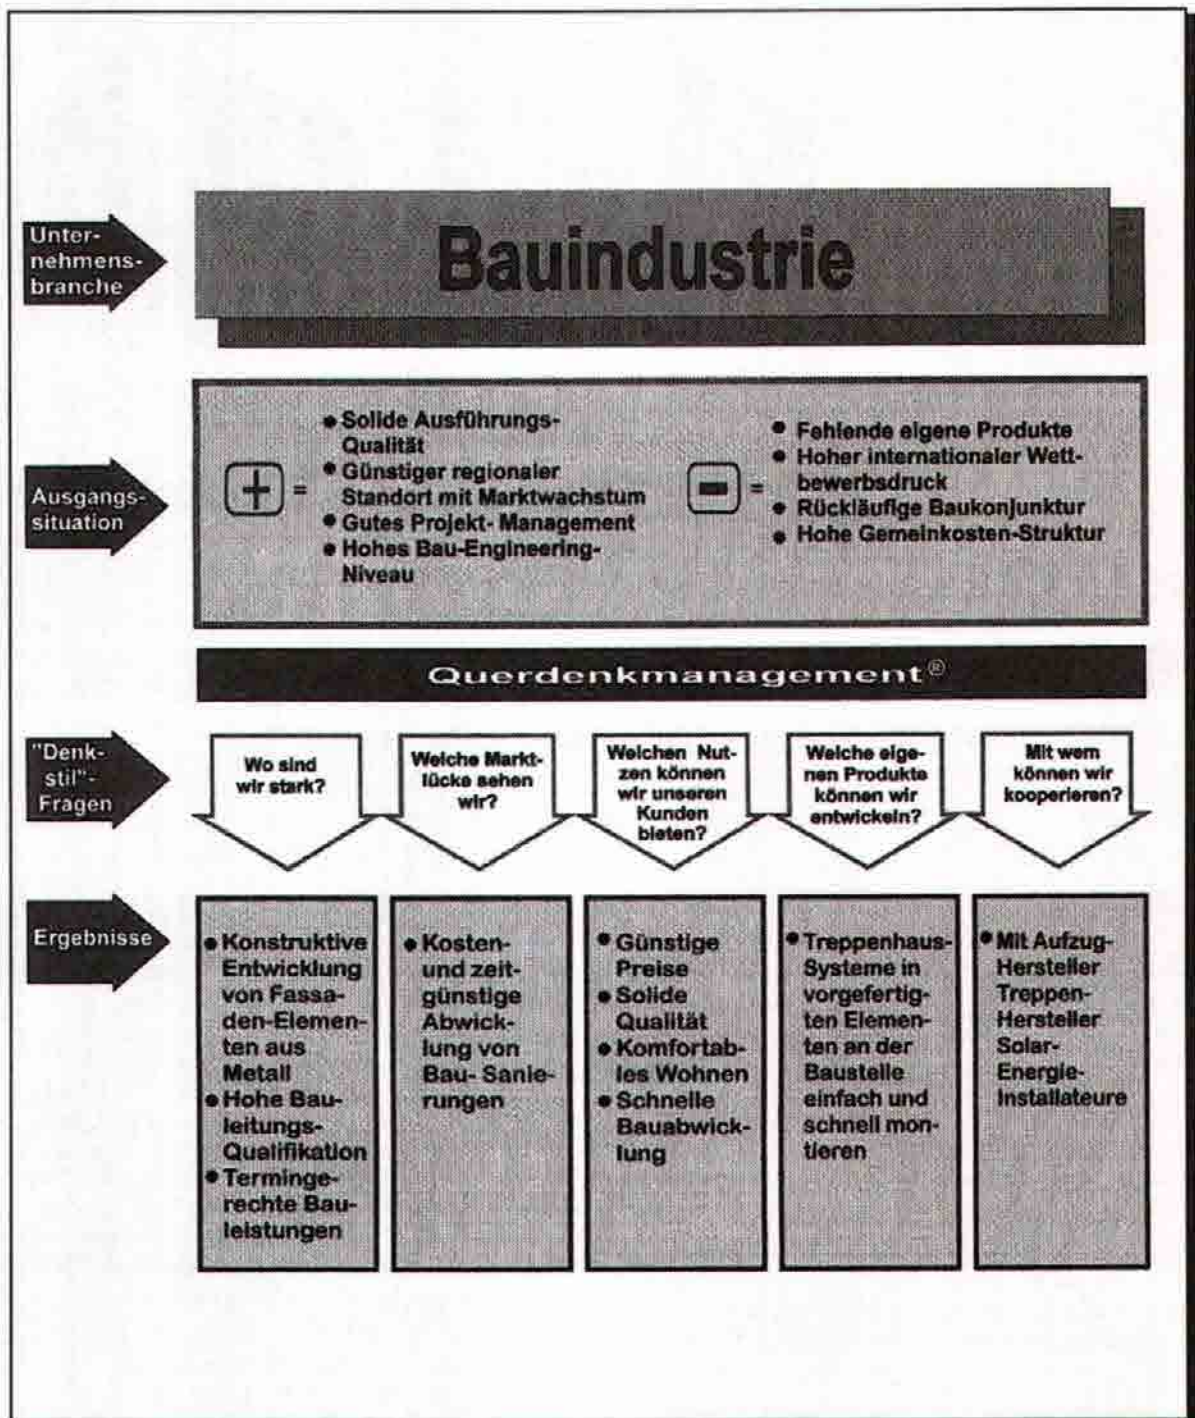 Unter-
nehmens-
branche
Bauindustrie
Ausgangs-
situation
+ =
● Solide Ausführungs-
Qualität
● Günstiger regionaler
Standort mit Marktwachstum
● Gutes Projekt- Management
● Hohes Bau-Engineering-
Niveau
- =
● Fehlende eigene Produkte
● Hoher internationaler Wett-
bewerbsdruck
● Rückläufige Baukonjunktur
● Hohe Gemeinkosten-Struktur
Querdenkmanagement®
"Denk-
stil"-
Fragen
Wo sind
wir stark?
Welche Markt-
lücke sehen
wir?
Welchen Nut-
zen können
wir unseren
Kunden
bieten?
Welche eige-
nen Produkte
können wir
entwickeln?
Mit wem
können wir
kooperieren?
Ergebnisse
● Konstruktive
Entwicklung
von Fassa-
den-Elemen-
ten aus
Metall
● Hohe Bau-
leitungs-
Qualifikation
● Terminge-
rechte Bau-
leistungen
● Kosten-
und zeit-
günstige
Abwick-
lung von
Bau- Sanie-
rungen
● Günstige
Preise
● Solide
Qualität
● Komfortab-
les Wohnen
● Schnelle
Bauabwick-
lung
● Treppenhaus-
Systeme in
vorgefertig-
ten Elemen-
ten an der
Baustelle
einfach und
schnell mon-
tieren
● Mit Aufzug-
Hersteller
Treppen-
Hersteller
Solar-
Energie-
Installateure